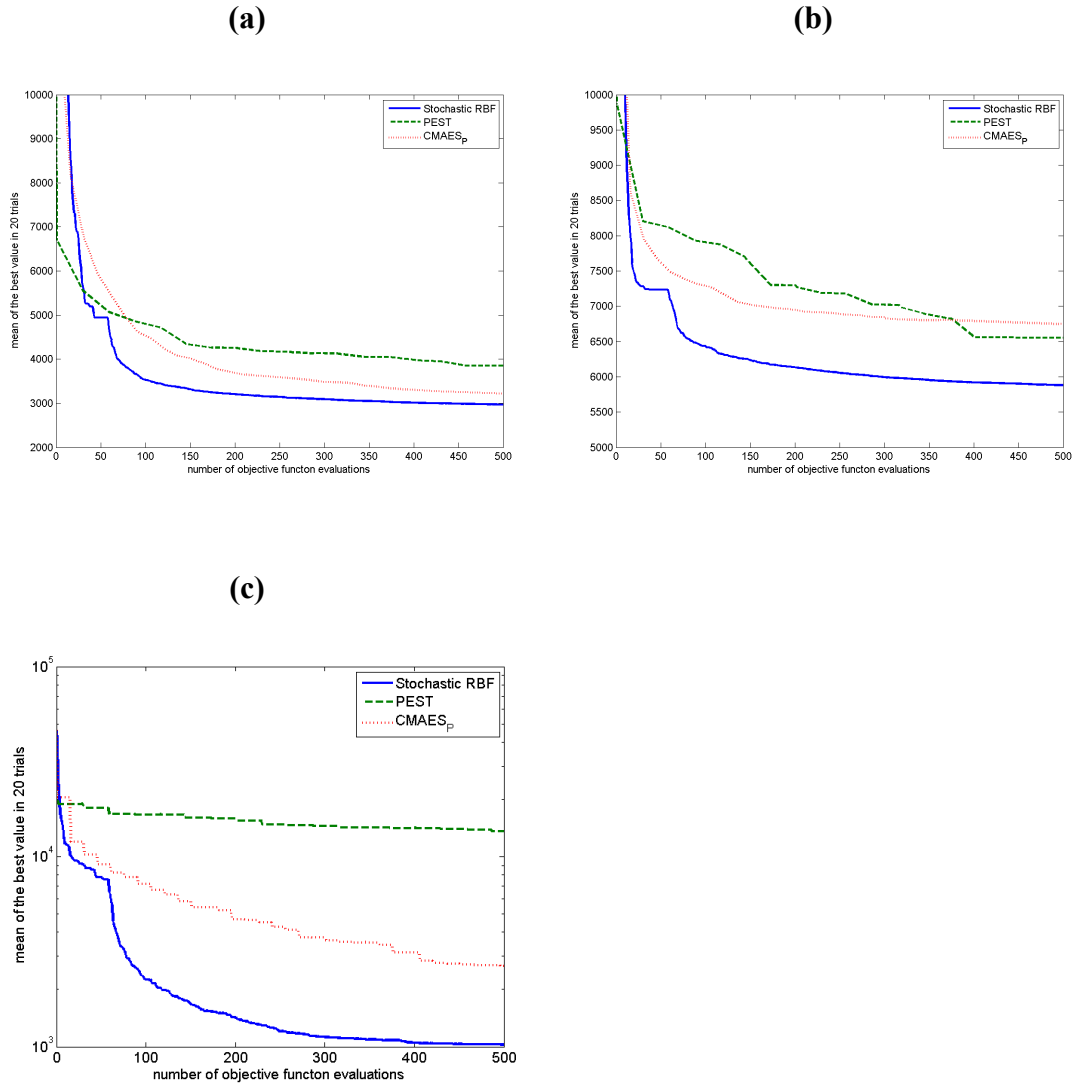 (a)
10000
9000
8000
7000
6000
5000
4000
3000
2000
mean of the best value in 20 trials
0 50 100 150 200 250 300 350 400 450 500
number of objective functon evaluations
Stochastic RBF
PEST
CMAES_P
(b)
10000
9500
9000
8500
8000
7500
7000
6500
6000
5500
5000
mean of the best value in 20 trials
0 50 100 150 200 250 300 350 400 450 500
number of objective functon evaluations
Stochastic RBF
PEST
CMAES_P
(c)
10^5
10^4
10^3
mean of the best value in 20 trials
0 100 200 300 400 500
number of objective functon evaluations
Stochastic RBF
PEST
CMAES_P